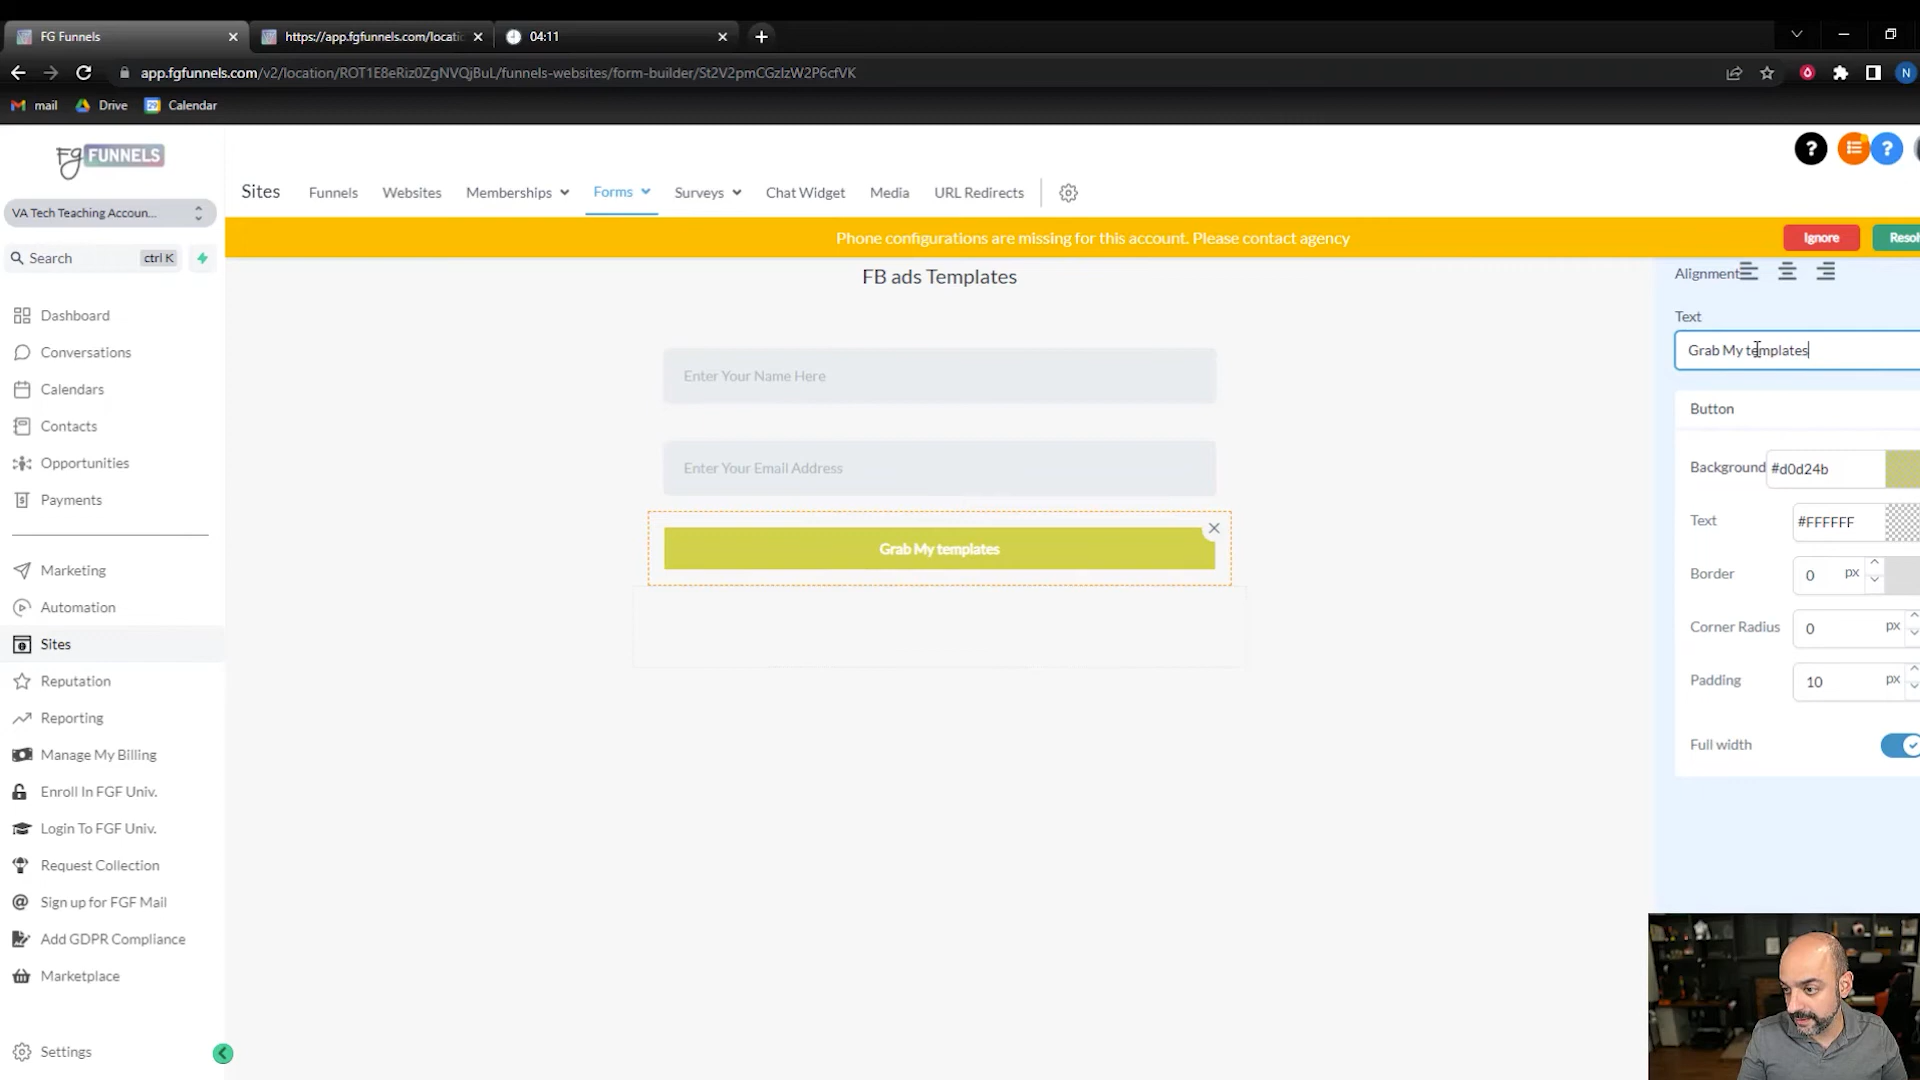 FG Funnels
https://app.fgfunnels.com/locatic
04:11
app.fgfunnels.com/v2/location/ROT1E8eRiz0ZgNVQjBuL/funnels-websites/form-builder/St2V2pmCGzIzW2P6cfVK
N
mail
Drive
Calendar
Fg FUNNELS
VA Tech Teaching Accoun...
Search
ctrl K
Dashboard
Conversations
Calendars
Contacts
Opportunities
Payments
Marketing
Automation
Sites
Reputation
Reporting
Manage My Billing
Enroll In FGF Univ.
Login To FGF Univ.
Request Collection
Sign up for FGF Mail
Add GDPR Compliance
Marketplace
Settings
Sites
Funnels
Websites
Memberships
Forms
Surveys
Chat Widget
Media
URL Redirects
Phone configurations are missing for this account. Please contact agency
Ignore
Resol
FB ads Templates
Enter Your Name Here
Enter Your Email Address
Grab My templates
Alignment
Text
Grab My templates
Button
Background #d0d24b
Text #FFFFFF
Border 0 px
Corner Radius 0 px
Padding 10 px
Full width